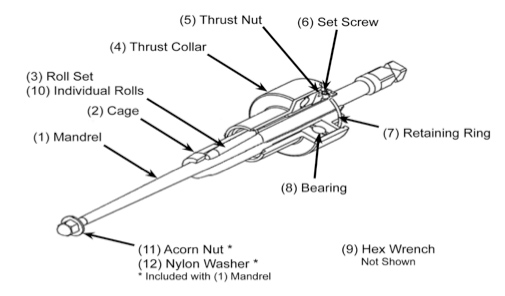 (5) Thrust Nut
(6) Set Screw
(4) Thrust Collar
(3) Roll Set
(10) Individual Rolls
(2) Cage
(1) Mandrel
(7) Retaining Ring
(8) Bearing
(11) Acorn Nut *
(12) Nylon Washer *
* Included with (1) Mandrel
(9) Hex Wrench
Not Shown